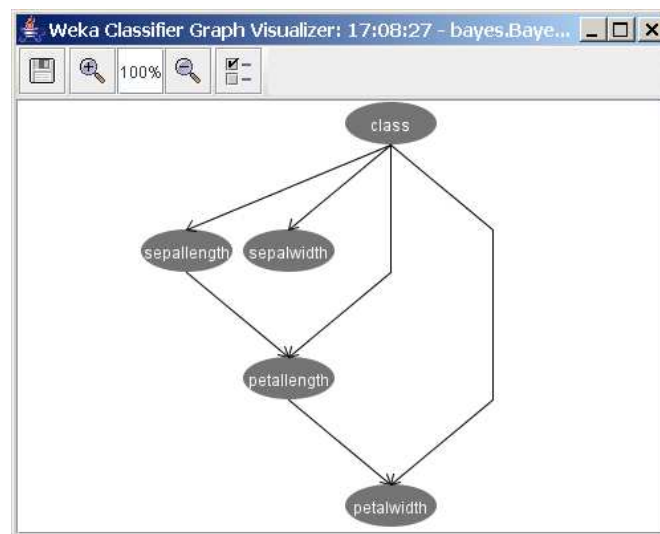 Weka Classifier Graph Visualizer: 17:08:27 - bayes.Baye...
100%
class
sepallength
sepalwidth
petallength
petalwidth